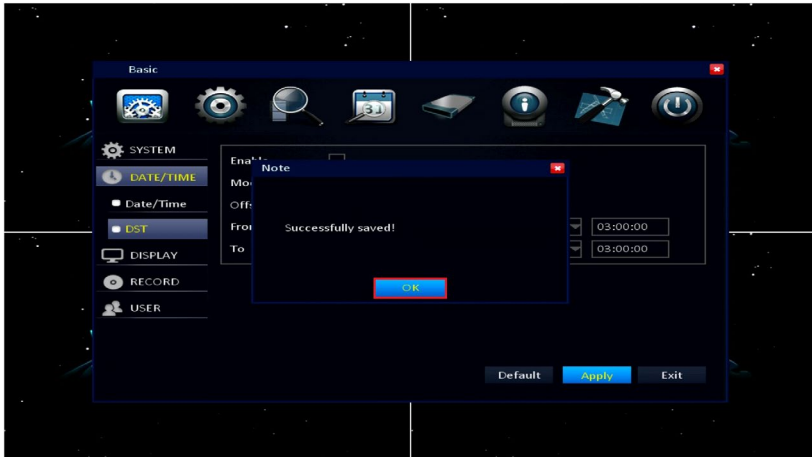 Basic
31
SYSTEM
DATE/TIME
Date/Time
DST
DISPLAY
RECORD
USER
Note
Successfully saved!
OK
03:00:00
To
03:00:00
Default
Apply
Exit